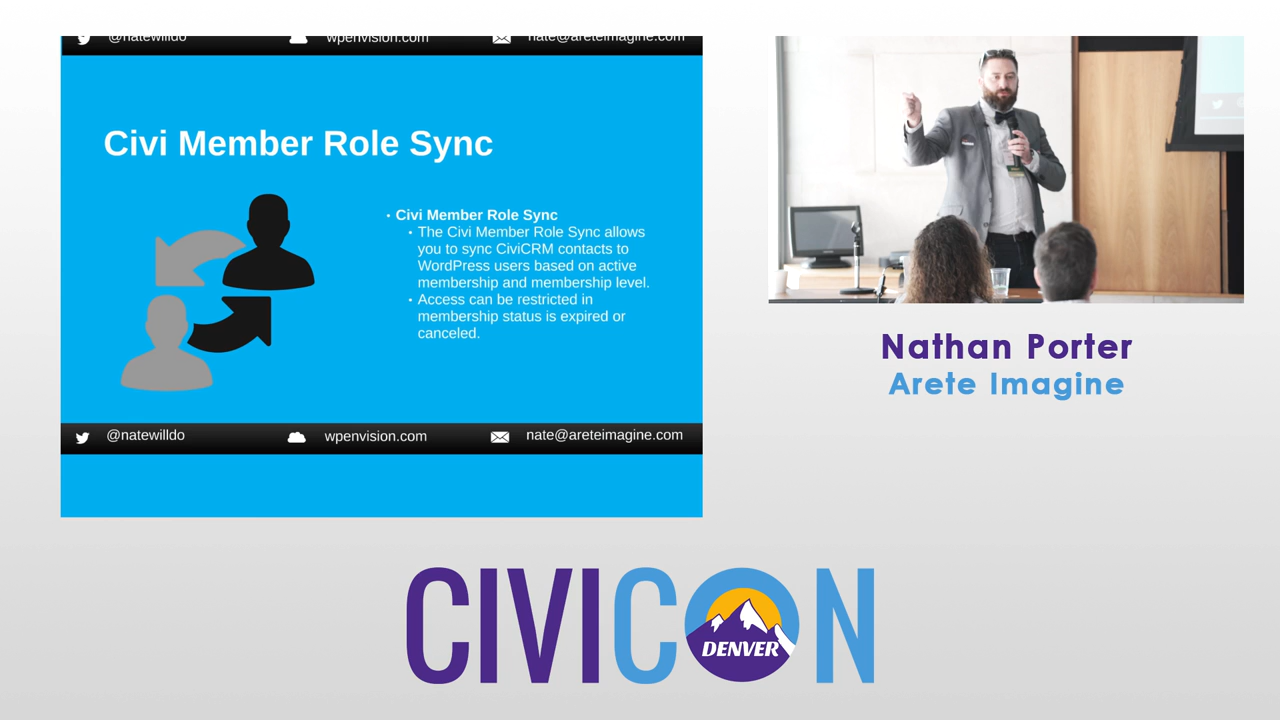 @natewilldo wpenvision.com nate@areteimagine.com
Civi Member Role Sync
• Civi Member Role Sync
• The Civi Member Role Sync allows
you to sync CiviCRM contacts to
WordPress users based on active
membership and membership level.
• Access can be restricted in
membership status is expired or
canceled.
@natewilldo wpenvision.com nate@areteimagine.com
Nathan Porter
Arete Imagine
CIVICON
DENVER